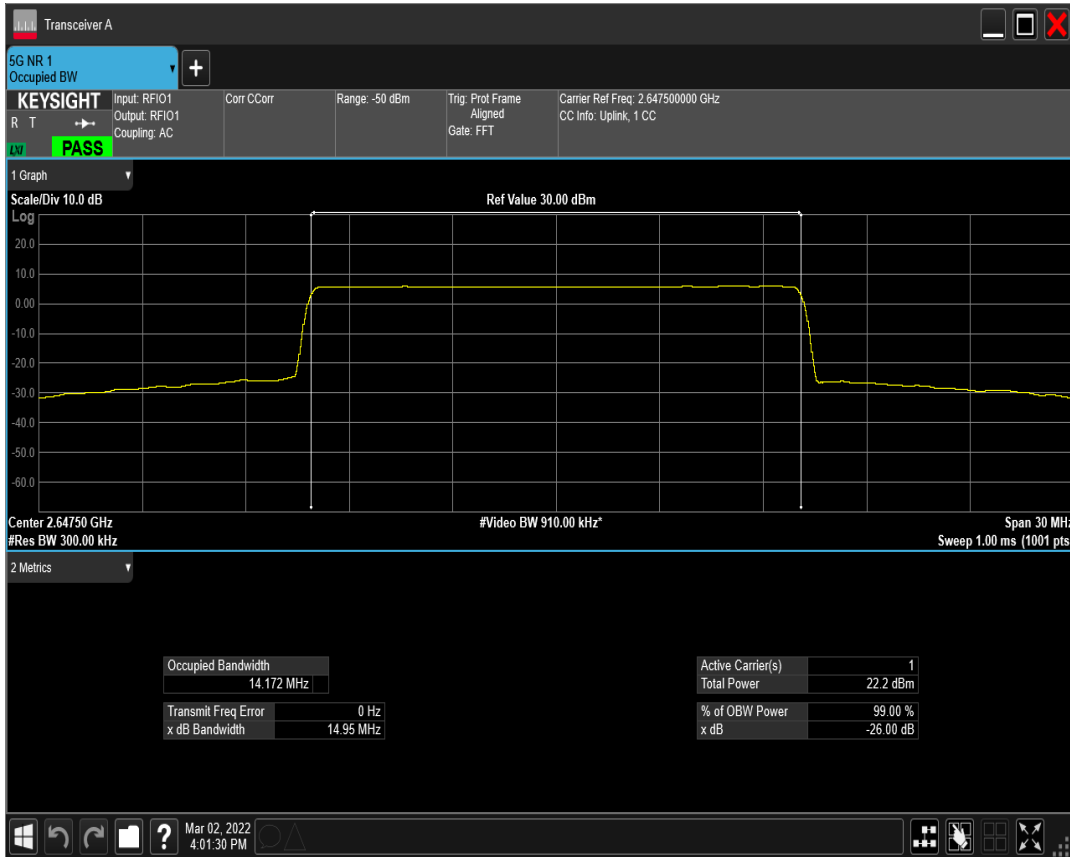 Transceiver A
5G NR 1
Occupied BW
+
KEYSIGHT
R T
LXI
PASS
Input: RFIO1
Output: RFIO1
Coupling: AC
Corr CCorr
Range: -50 dBm
Trig: Prot Frame
Aligned
Gate: FFT
Carrier Ref Freq: 2.647500000 GHz
CC Info: Uplink, 1 CC
1 Graph
Scale/Div 10.0 dB
Ref Value 30.00 dBm
Log
20.0
10.0
0.00
-10.0
-20.0
-30.0
-40.0
-50.0
-60.0
Center 2.64750 GHz
#Video BW 910.00 kHz*
Span 30 MHz
#Res BW 300.00 kHz
Sweep 1.00 ms (1001 pts
2 Metrics
Occupied Bandwidth
14.172 MHz
Transmit Freq Error 0 Hz
x dB Bandwidth 14.95 MHz
Active Carrier(s) 1
Total Power 22.2 dBm
% of OBW Power 99.00 %
x dB -26.00 dB
?
Mar 02, 2022
4:01:30 PM